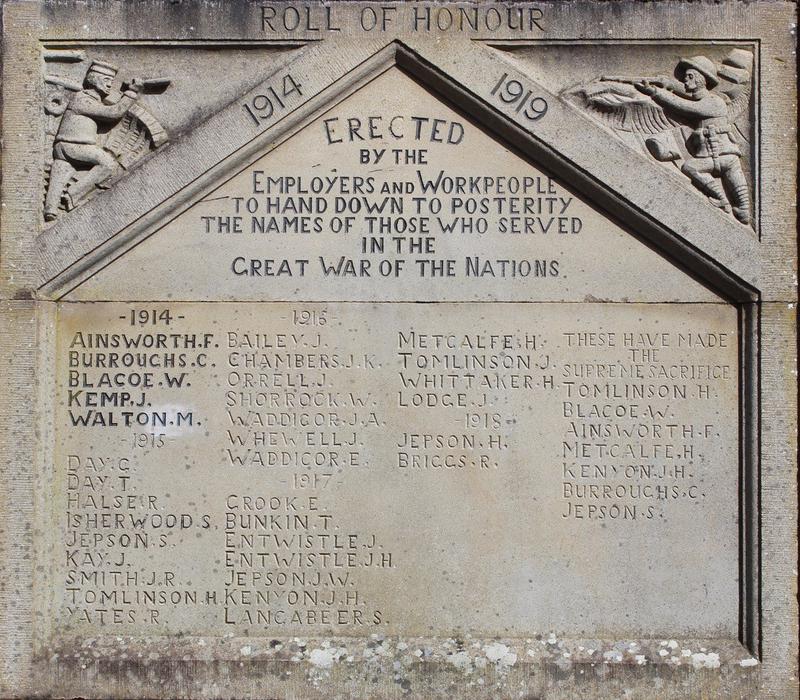 ROLL OF HONOUR
1914
1919
ERECTED
BY THE
EMPLOYERS AND WORKPEOPLE
TO HAND DOWN TO POSTERITY
THE NAMES OF THOSE WHO SERVED
IN THE
GREAT WAR OF THE NATIONS.
-1914-
AINSWORTH.F.
BURROUGHS.C.
BLACOE.W.
KEMP.J.
WALTON.M.
-1915-
DAY.G.
DAY.T.
HALSE.R.
ISHERWOOD.S.
JEPSON.S.
KAY.J.
SMITH.J.R.
TOMLINSON.H.
YATES.R.
-1916-
BAILEY.J.
CHAMBERS.J.K.
ORRELL.J.
SHORROCK.W.
WADDICOR.J.A.
WHEWELL.J.
WADDICOR.E.
-1917-
CROOK.E.
BUNKIN.T.
ENTWISTLE.J.
ENTWISTLE.J.H.
JEPSON.J.W.
KENYON.J.H.
LANCABEER.S.
METCALFE.H.
TOMLINSON.J.
WHITTAKER.H.
LODGE.J.
-1918-
JEPSON.H.
BRIGGS.R.
THESE HAVE MADE
THE
SUPREME SACRIFICE
TOMLINSON.H.
BLACOE.W.
AINSWORTH.F.
METCALFE.H.
KENYON.J.H.
BURROUGHS.C.
JEPSON.S.